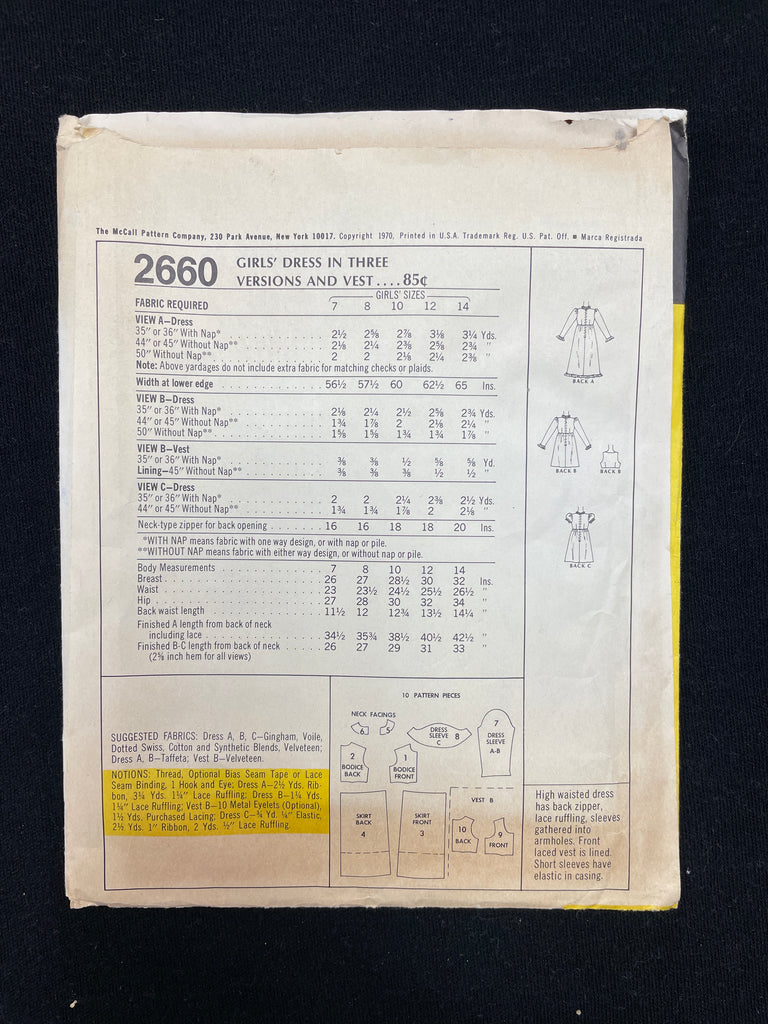 The McCall Pattern Company, 230 Park Avenue, New York 10017. Copyright 1970, Printed in U.S.A. Trademark Reg. U.S. Pat. Off. ■ Marca Registrada
2660 GIRLS' DRESS IN THREE
VERSIONS AND VEST....85¢
FABRIC REQUIRED GIRLS' SIZES
7 8 10 12 14
VIEW A—Dress
35" or 36" With Nap* . . . . . . . . . . 2½ 2⅝ 2⅞ 3⅛ 3¼ Yds.
44" or 45" Without Nap** . . . . . . . . . . 2⅛ 2¼ 2⅜ 2⅝ 2¾ "
50" Without Nap** . . . . . . . . . . 2 2 2⅛ 2¼ 2⅜ "
Note: Above yardages do not include extra fabric for matching checks or plaids.
Width at lower edge . . . . . . . . . . 56½ 57½ 60 62½ 65 Ins.
VIEW B—Dress
35" or 36" With Nap* . . . . . . . . . . 2⅛ 2¼ 2½ 2⅝ 2¾ Yds.
44" or 45" Without Nap** . . . . . . . . . . 1¾ 1⅞ 2 2⅛ 2¼ "
50" Without Nap** . . . . . . . . . . 1⅝ 1⅝ 1¾ 1¾ 1⅞ "
VIEW B—Vest
35" or 36" With Nap* . . . . . . . . . . ⅜ ⅜ ½ ⅝ ⅝ Yd.
Lining—45" Without Nap** . . . . . . . . . . ⅜ ⅜ ⅜ ½ ½ "
VIEW C—Dress
35" or 36" With Nap* . . . . . . . . . . 2 2 2¼ 2⅜ 2½ Yds.
44" or 45" Without Nap** . . . . . . . . . . 1¾ 1¾ 1⅞ 2 2⅛ "
Neck-type zipper for back opening . . . . . . . 16 16 18 18 20 Ins.
*WITH NAP means fabric with one way design, or with nap or pile.
**WITHOUT NAP means fabric with either way design, or without nap or pile.
Body Measurements 7 8 10 12 14
Breast . . . . . . . . . . 26 27 28½ 30 32 Ins.
Waist . . . . . . . . . . 23 23½ 24½ 25½ 26½ "
Hip . . . . . . . . . . 27 28 30 32 34 "
Back waist length . . . . . . . . . . 11½ 12 12¾ 13½ 14¼ "
Finished A length from back of neck
including lace . . . . . . . . . . 34½ 35¾ 38½ 40½ 42½ "
Finished B-C length from back of neck . . . . . 26 27 29 31 33 "
(2⅝ inch hem for all views)
BACK A
BACK B
BACK B
BACK C
SUGGESTED FABRICS: Dress A, B, C—Gingham, Voile,
Dotted Swiss, Cotton and Synthetic Blends, Velveteen;
Dress A, B—Taffeta; Vest B—Velveteen.
NOTIONS: Thread, Optional Bias Seam Tape or Lace
Seam Binding, 1 Hook and Eye; Dress A—2½ Yds. Rib-
bon, 3¼ Yds. 1¼" Lace Ruffling; Dress B—1¼ Yds.
1¼" Lace Ruffling; Vest B—10 Metal Eyelets (Optional),
1½ Yds. Purchased Lacing; Dress C—¾ Yd. ¼" Elastic,
2½ Yds. 1" Ribbon, 2 Yds. ½" Lace Ruffling.
10 PATTERN PIECES
NECK FACINGS
6
5
DRESS
SLEEVE 8
C
7
DRESS
SLEEVE
A-B
2
BODICE
BACK
1
BODICE
FRONT
SKIRT
BACK
4
SKIRT
FRONT
3
VEST B
10
BACK
9
FRONT
High waisted dress
has back zipper,
lace ruffling, sleeves
gathered into
armholes. Front
laced vest is lined.
Short sleeves have
elastic in casing.